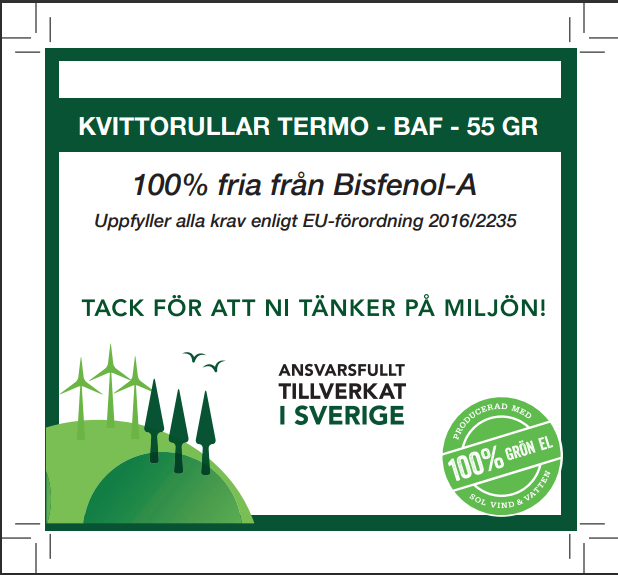 KVITTORULLAR TERMO - BAF - 55 GR
100% fria från Bisfenol-A
Uppfyller alla krav enligt EU-förordning 2016/2235
TACK FÖR ATT NI TÄNKER PÅ MILJÖN!
ANSVARSFULLT
TILLVERKAT
I SVERIGE
PRODUCERAD MED
100% GRÖN EL
SOL VIND & VATTEN